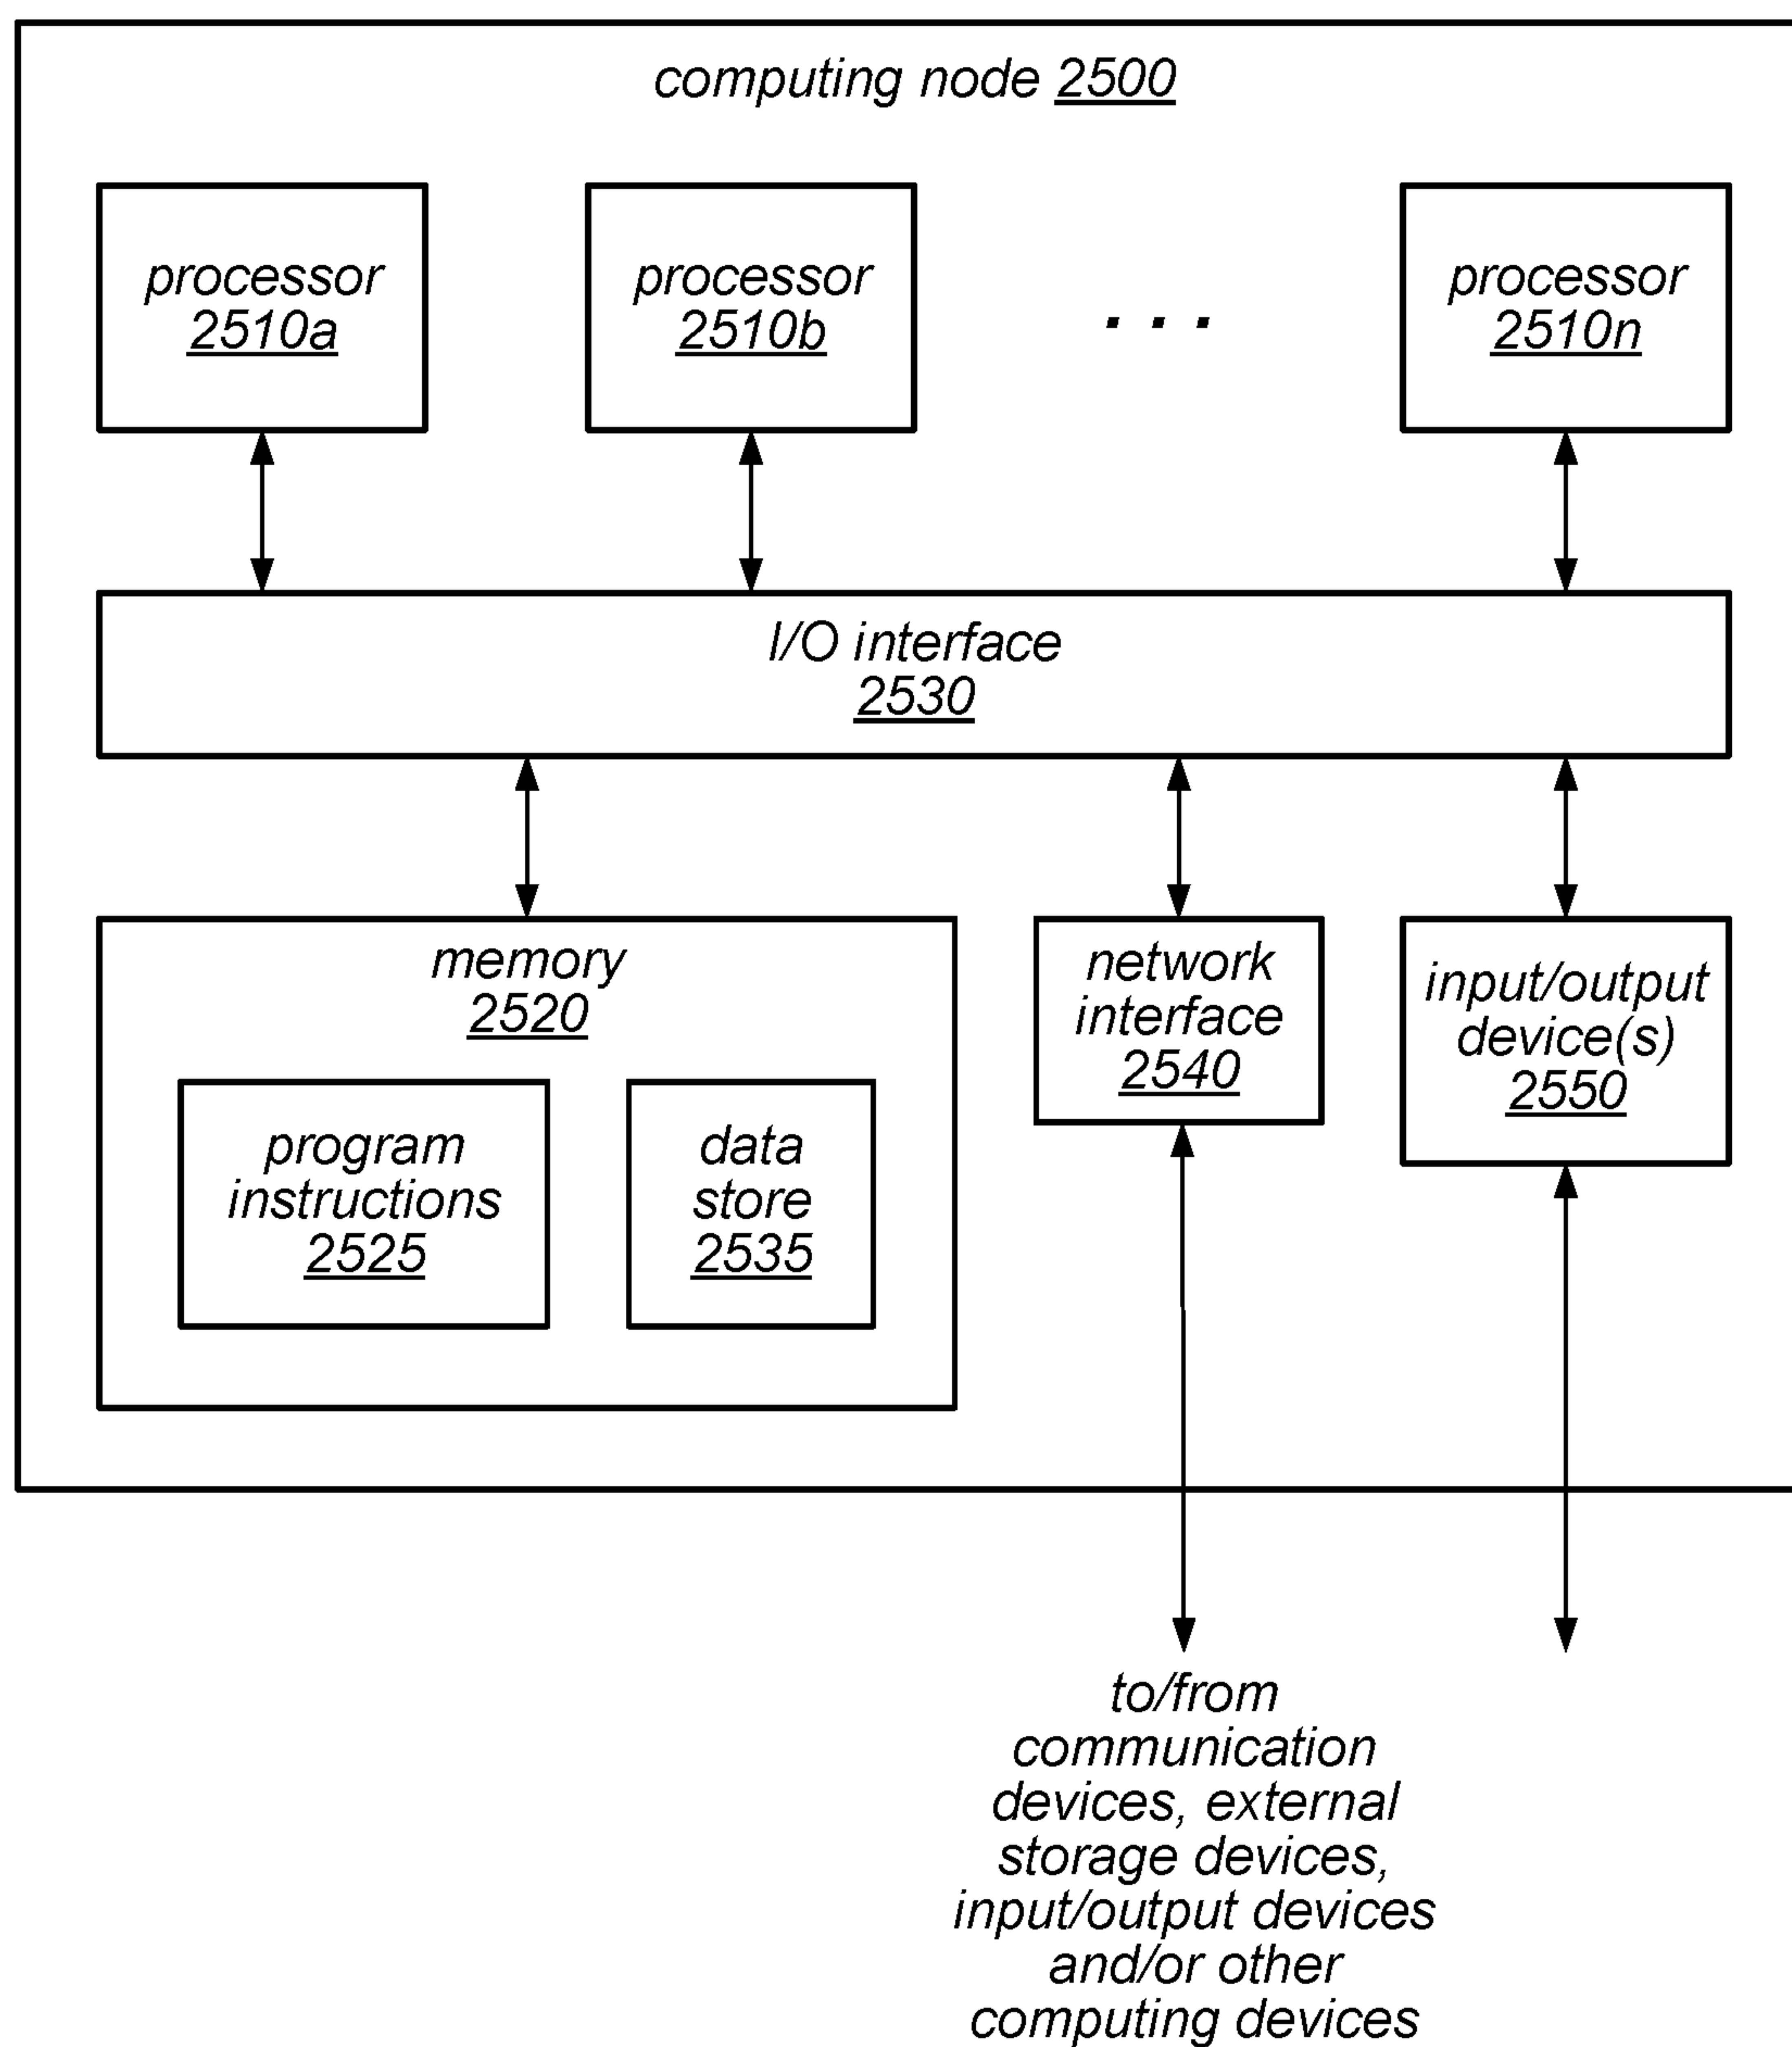 computing node 2500
processor
2510a
processor
2510b
. . .
processor
2510n
I/O interface
2530
memory
2520
program
instructions
2525
data
store
2535
network
interface
2540
input/output
device(s)
2550
to/from
communication
devices, external
storage devices,
input/output devices
and/or other
computing devices